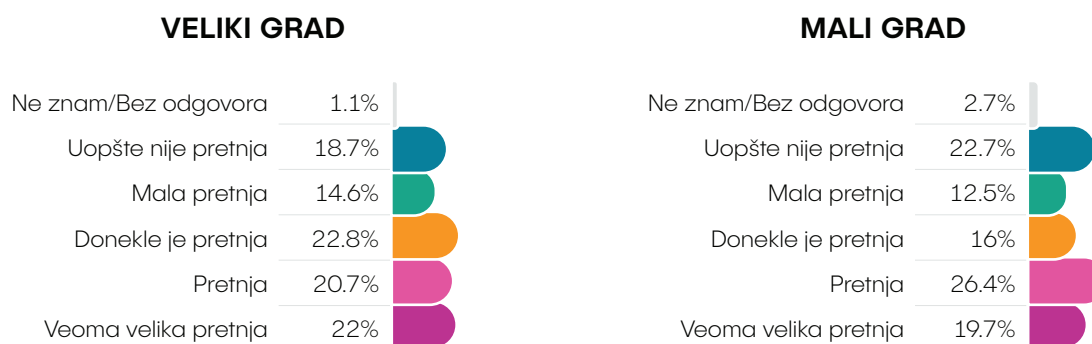 VELIKI GRAD
Ne znam/Bez odgovora 1.1%
Uopšte nije pretnja 18.7%
Mala pretnja 14.6%
Donekle je pretnja 22.8%
Pretnja 20.7%
Veoma velika pretnja 22%
MALI GRAD
Ne znam/Bez odgovora 2.7%
Uopšte nije pretnja 22.7%
Mala pretnja 12.5%
Donekle je pretnja 16%
Pretnja 26.4%
Veoma velika pretnja 19.7%